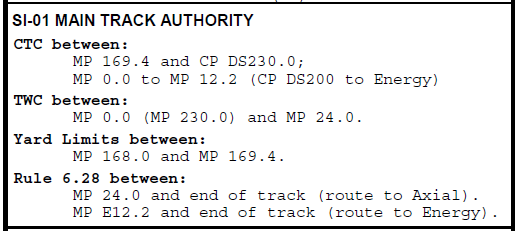 SI-01 MAIN TRACK AUTHORITY
CTC between:
MP 169.4 and CP DS230.0;
MP 0.0 to MP 12.2 (CP DS200 to Energy)
TWC between:
MP 0.0 (MP 230.0) and MP 24.0.
Yard Limits between:
MP 168.0 and MP 169.4.
Rule 6.28 between:
MP 24.0 and end of track (route to Axial).
MP E12.2 and end of track (route to Energy).